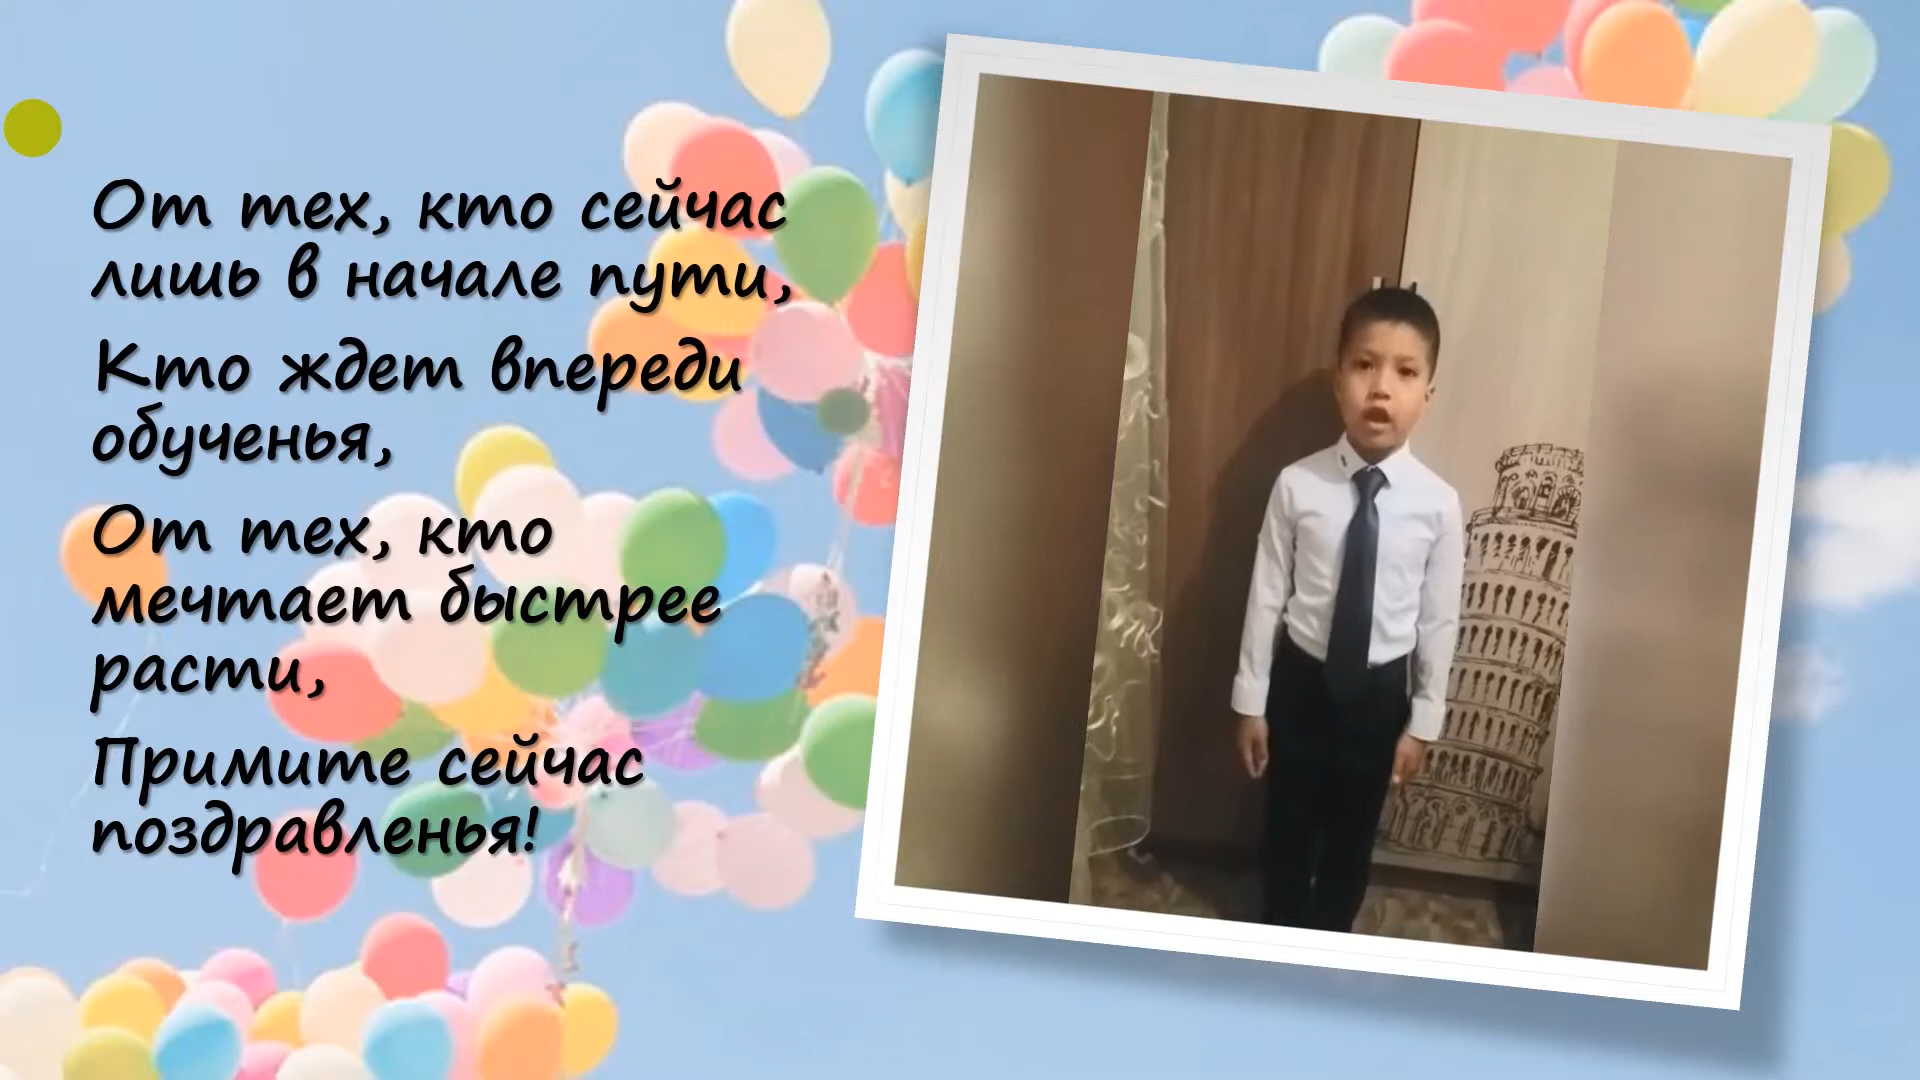 От тех, кто сейчас
лишь в начале пути,
Кто ждет впереди
обученья,
От тех, кто
мечтает быстрее
расти,
Примите сейчас
поздравленья!